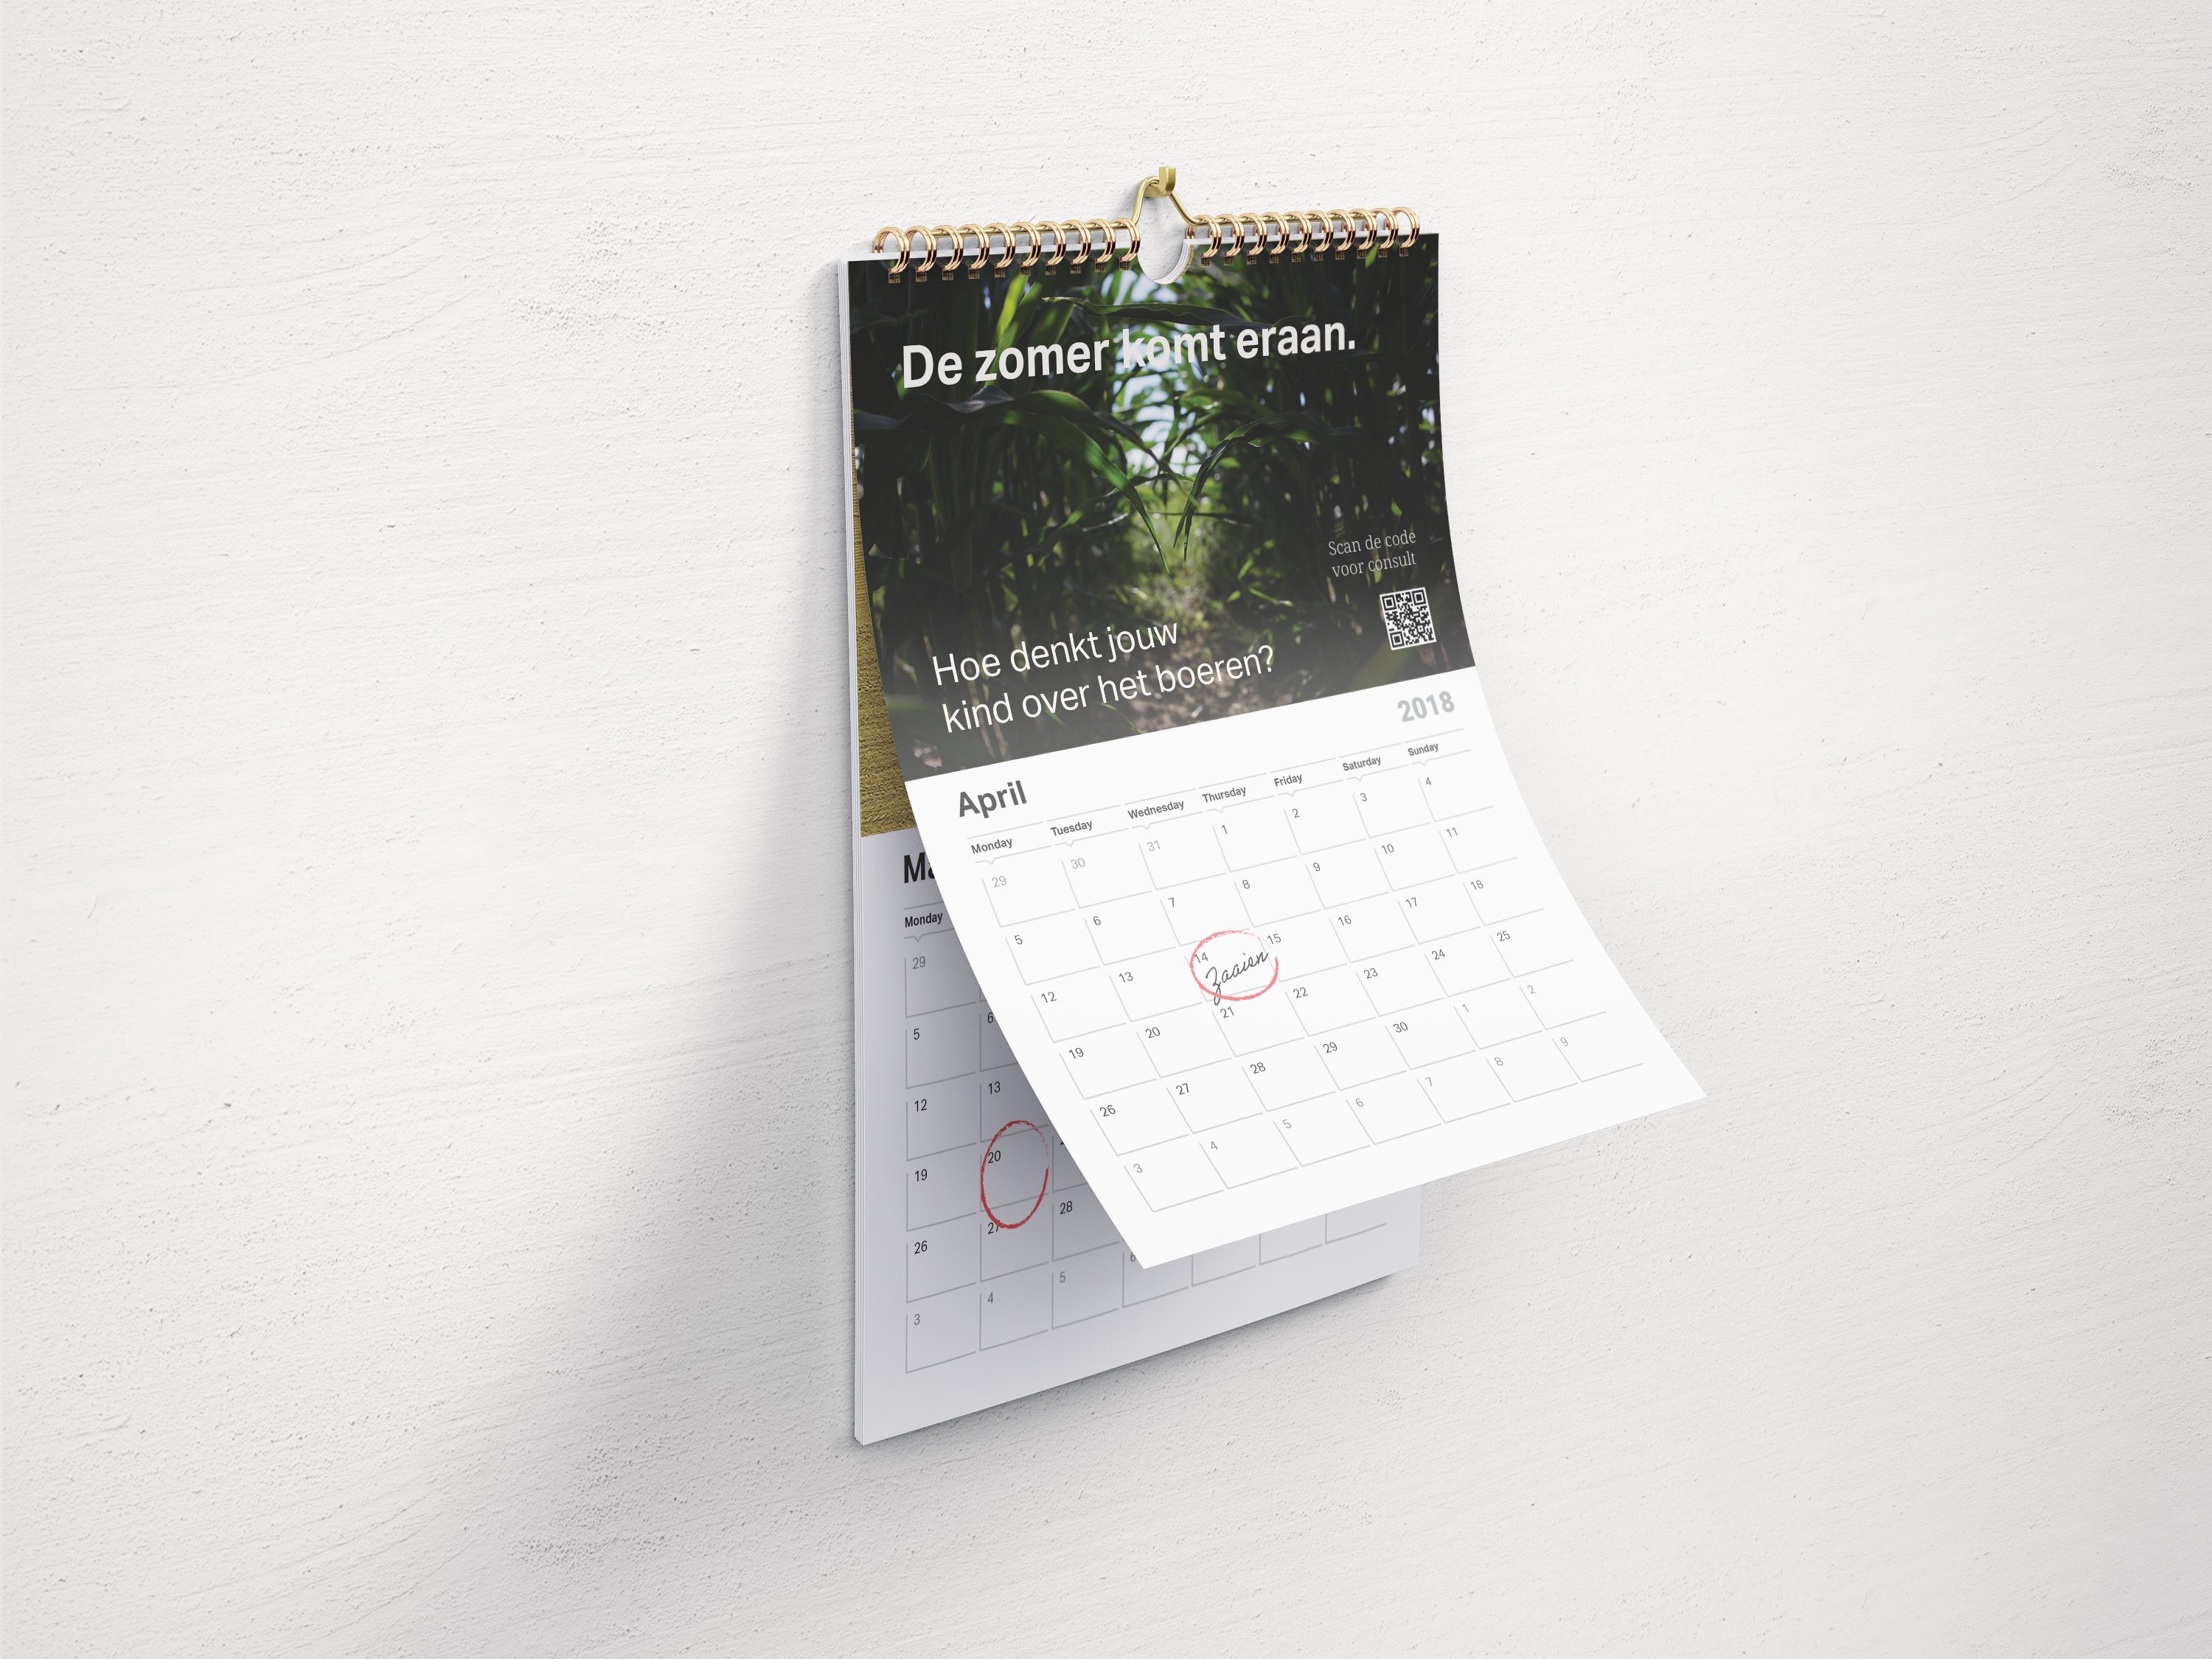 De zomer komt eraan.
Scan de code
voor consult
Hoe denkt jouw
kind over het boeren?
2018
April
Monday Tuesday Wednesday Thursday Friday Saturday Sunday
29 30 31 1 2 3 4
5 6 7 8 9 10 11
12 13 14 15 16 17 18
Zaaien
19 20 21 22 23 24 25
26 27 28 29 30 1 2
3 4 5 6 7 8 9
Monday
29
5 6
12 13
19 20
26 27 28
3 4 5 6